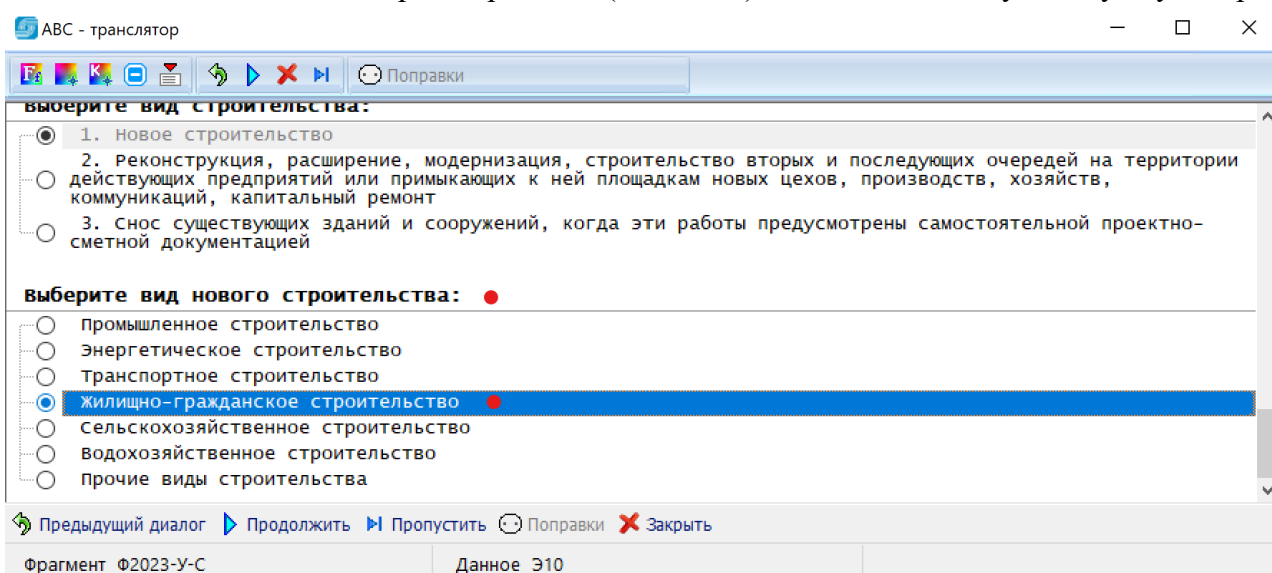 АВС - транслятор
Поправки
Выберите вид строительства:
1. Новое строительство
2. Реконструкция, расширение, модернизация, строительство вторых и последующих очередей на территории
действующих предприятий или примыкающих к ней площадкам новых цехов, производств, хозяйств,
коммуникаций, капитальный ремонт
3. Снос существующих зданий и сооружений, когда эти работы предусмотрены самостоятельной проектно-
сметной документацией
Выберите вид нового строительства:
Промышленное строительство
Энергетическое строительство
Транспортное строительство
Жилищно-гражданское строительство
Сельскохозяйственное строительство
Водохозяйственное строительство
Прочие виды строительства
Предыдущий диалог Продолжить Пропустить Поправки Закрыть
Фрагмент Ф2023-У-С Данное Э10